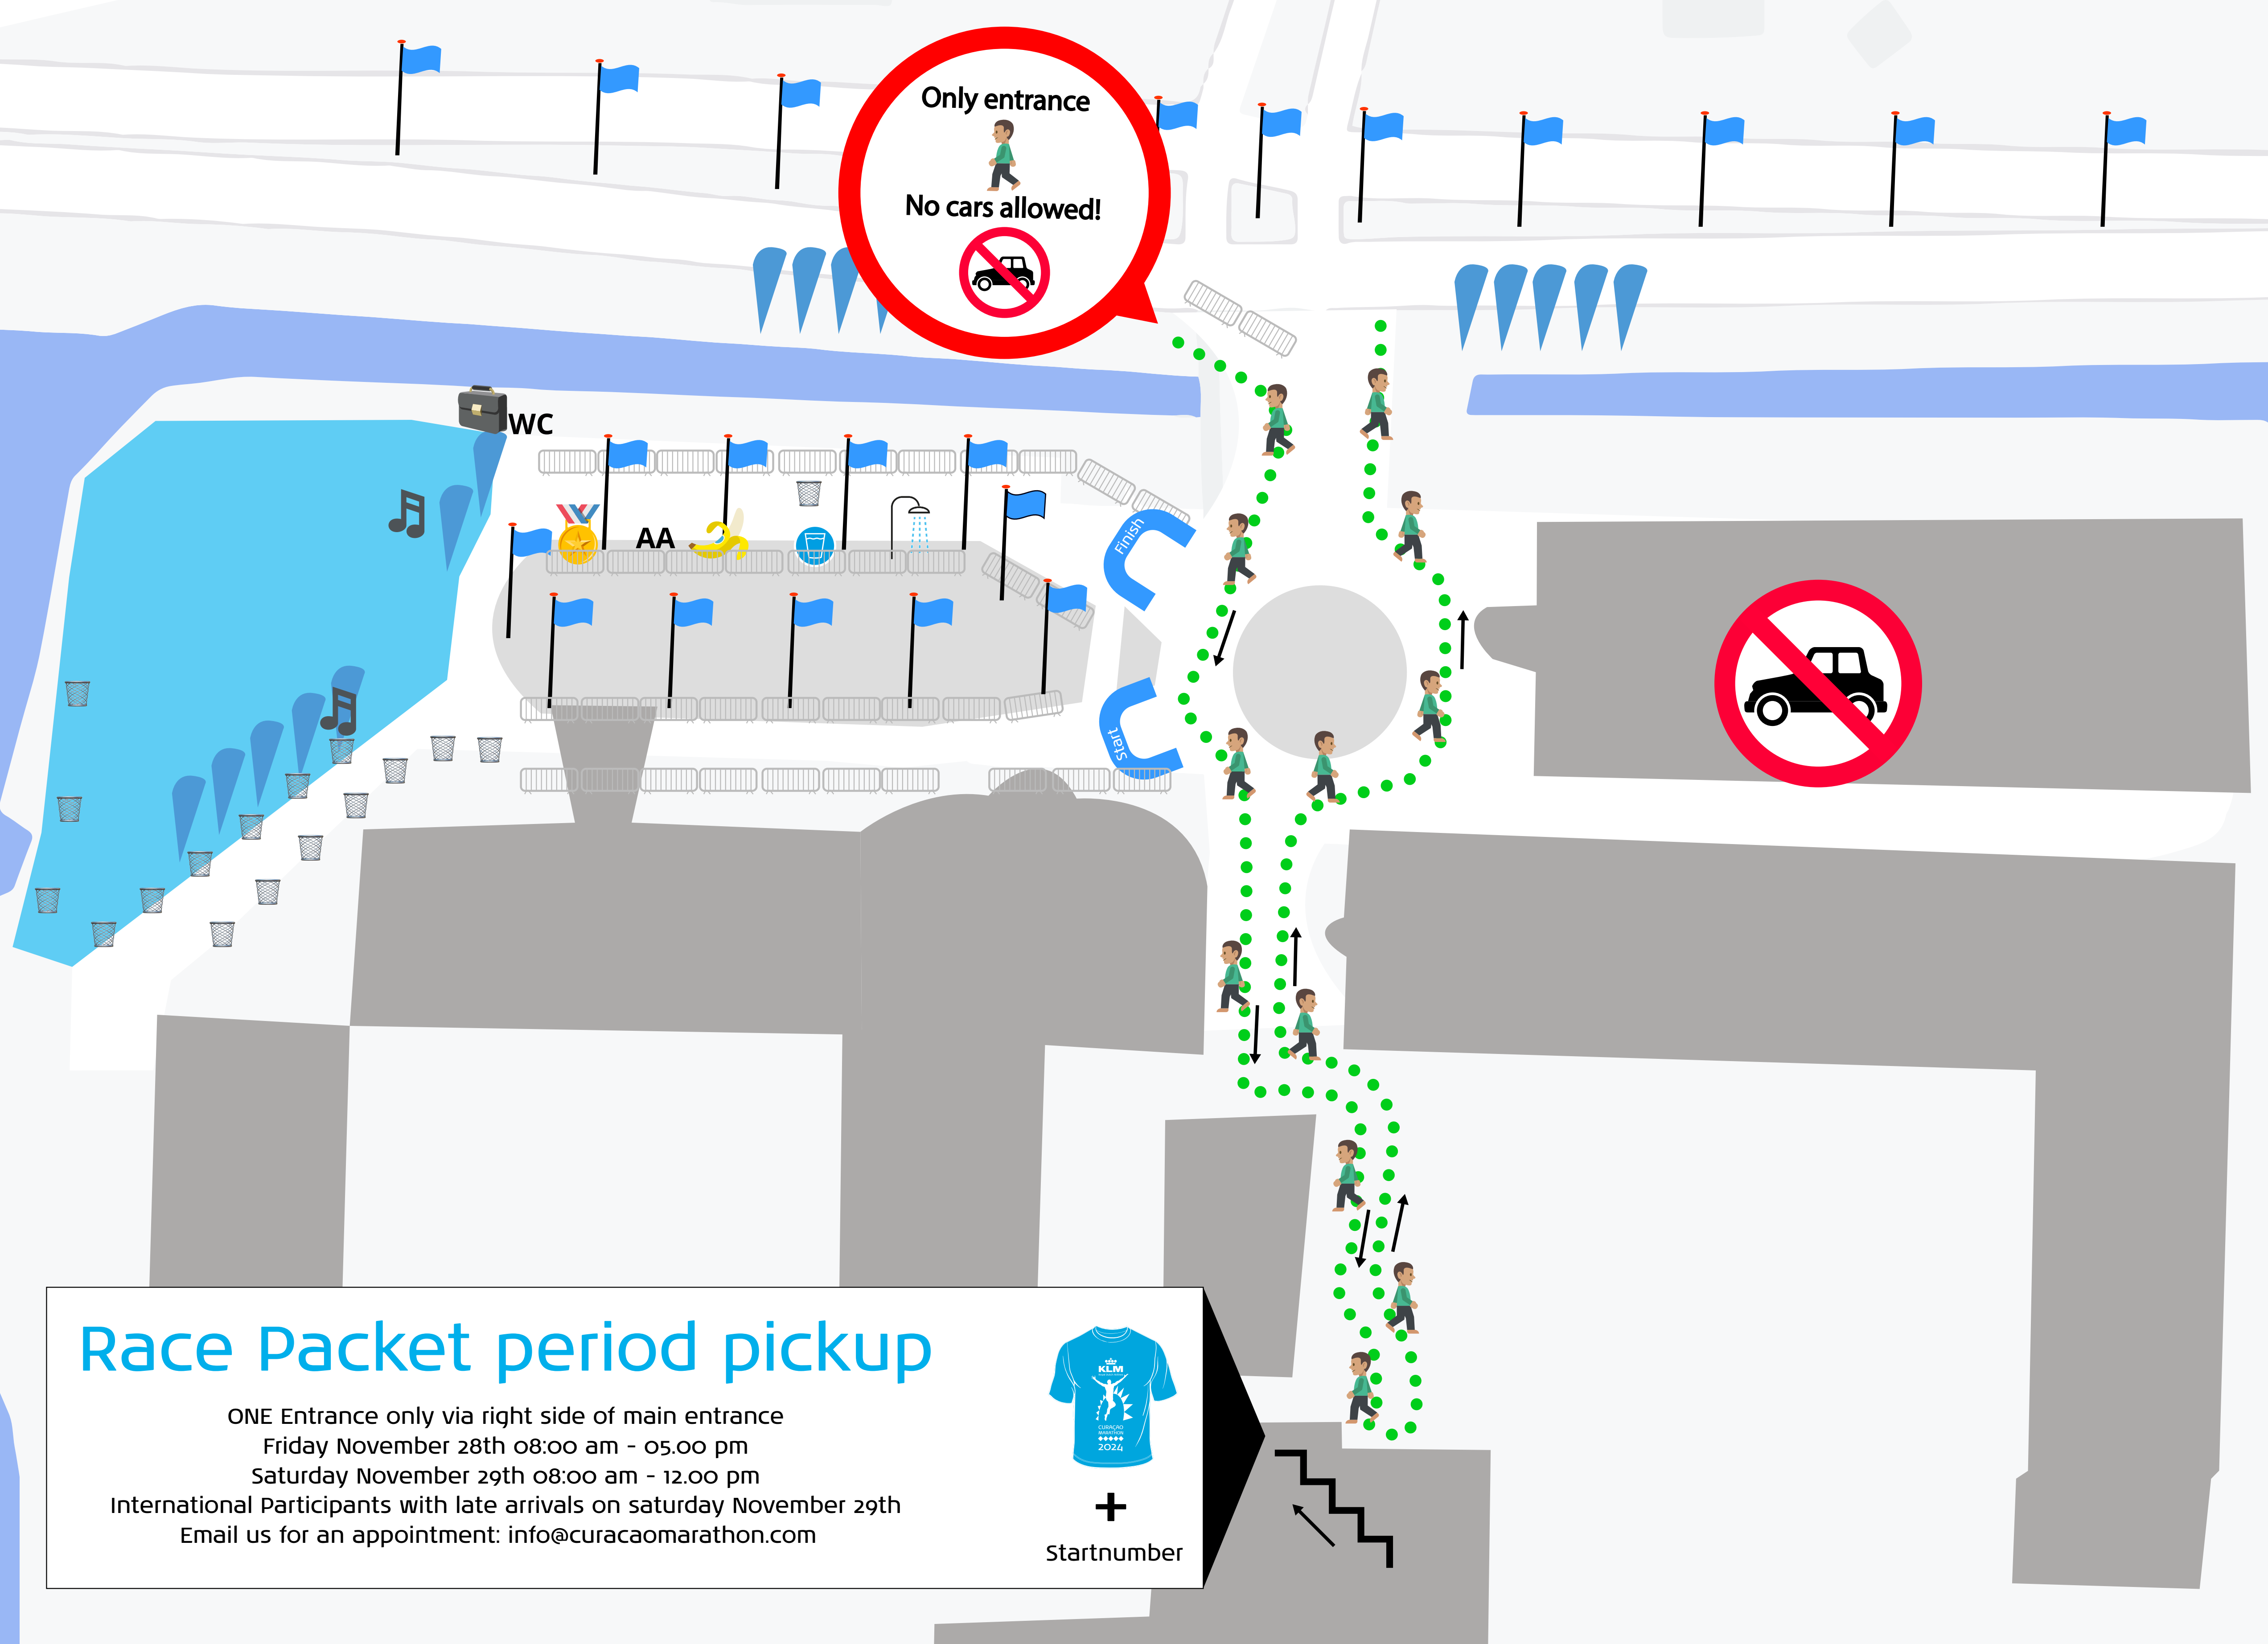 Only entrance
No cars allowed!
WC
AA
Finish
Start
Race Packet period pickup
ONE Entrance only via right side of main entrance
Friday November 28th 08:00 am - 05.00 pm
Saturday November 29th 08:00 am - 12.00 pm
International Participants with late arrivals on saturday November 29th
Email us for an appointment: info@curacaomarathon.com
KLM
CURAÇAO
MARATHON
2024
+
Startnumber